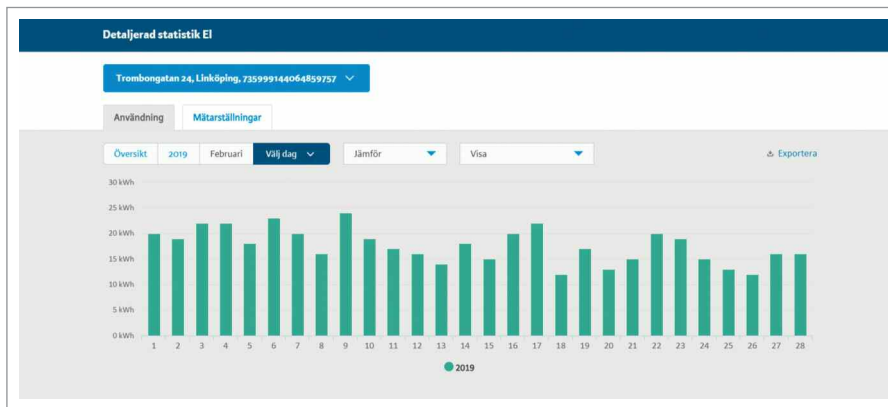 Detaljerad statistik El
Trombongatan 24, Linköping, 735999144064859757
Användning Mätarställningar
Översikt 2019 Februari Välj dag Jämför Visa Exportera
30 kWh
25 kWh
20 kWh
15 kWh
10 kWh
5 kWh
0 kWh
1 2 3 4 5 6 7 8 9 10 11 12 13 14 15 16 17 18 19 20 21 22 23 24 25 26 27 28
2019